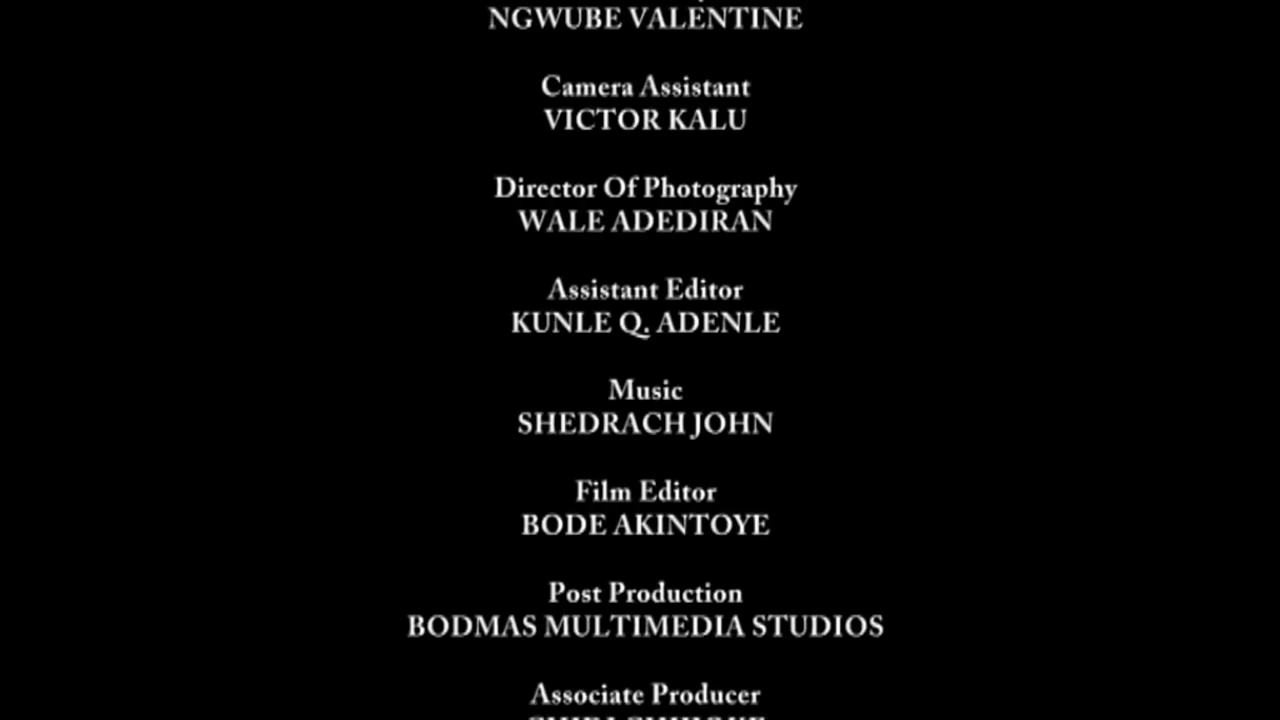 NGWUBE VALENTINE
Camera Assistant
VICTOR KALU
Director Of Photography
WALE ADEDIRAN
Assistant Editor
KUNLE Q. ADENLE
Music
SHEDRACH JOHN
Film Editor
BODE AKINTOYE
Post Production
BODMAS MULTIMEDIA STUDIOS
Associate Producer